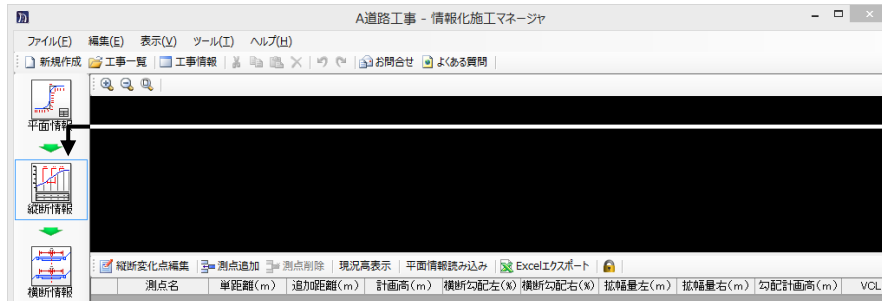 A道路工事 - 情報化施工マネージャ
ファイル(F) 編集(E) 表示(V) ツール(T) ヘルプ(H)
新規作成 工事一覧 工事情報 お問合せ よくある質問
平面情報
縦断情報
縦断変化点編集 測点追加 測点削除 現況高表示 平面情報読み込み Excelエクスポート
横断情報
測点名 単距離(m) 追加距離(m) 計画高(m) 横断勾配左(%) 横断勾配右(%) 拡幅量左(m) 拡幅量右(m) 勾配計画高(m) VCL